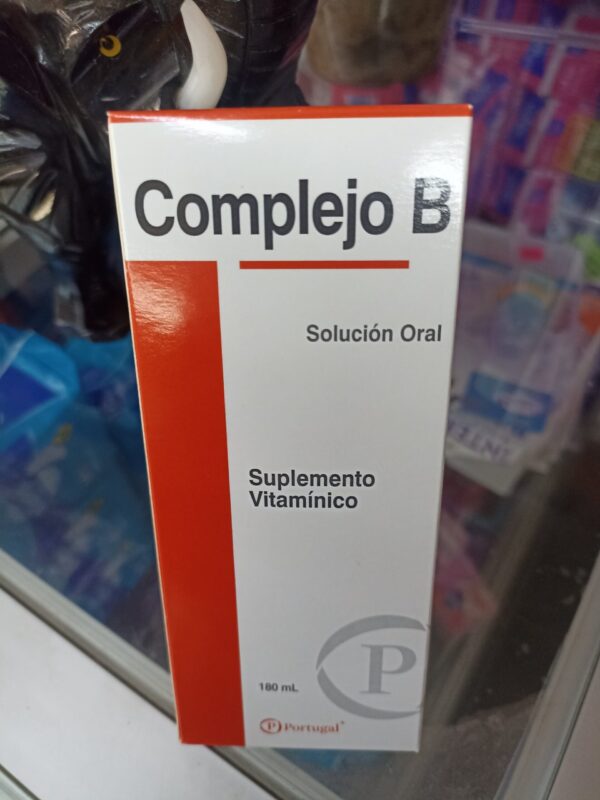 Complejo B
Solución Oral
Suplemento
Vitamínico
180 mL
P
P Portugal+